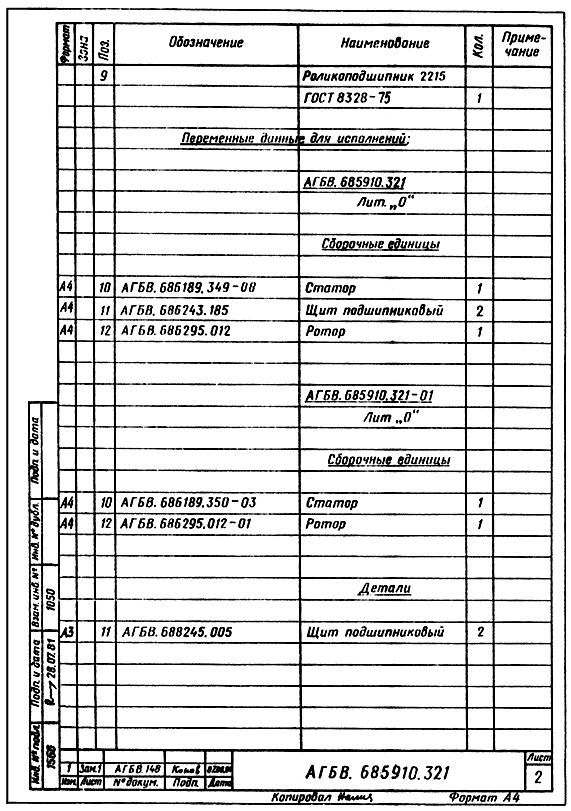 Формат Зона Поз. Обозначение Наименование Кол. Приме-
чание
9 Роликоподшипник 2215
ГОСТ 8328-75 1
Переменные данные для исполнений:
АГБВ. 685910.321
Лит. „О“
Сборочные единицы
А4 10 АГБВ. 686189.349-08 Статор 1
А4 11 АГБВ. 686243.185 Щит подшипниковый 2
А4 12 АГБВ. 686295.012 Ротор 1
АГБВ. 685910.321-01
Лит „О“
Сборочные единицы
А4 10 АГБВ. 686189.350-03 Статор 1
А4 12 АГБВ. 686295.012-01 Ротор 1
Детали
А3 11 АГБВ. 688245.005 Щит подшипниковый 2
Подп. и дата
Инв. № дубл.
Взам. инв. №
1050
Подп. и дата
28.07.81
Инв. № подл.
1568
1 Зам.1 АГБВ. 148
Изм. Лист № докум. Подп. Дата
АГБВ. 685910.321
Лист
2
Копировал Формат А4